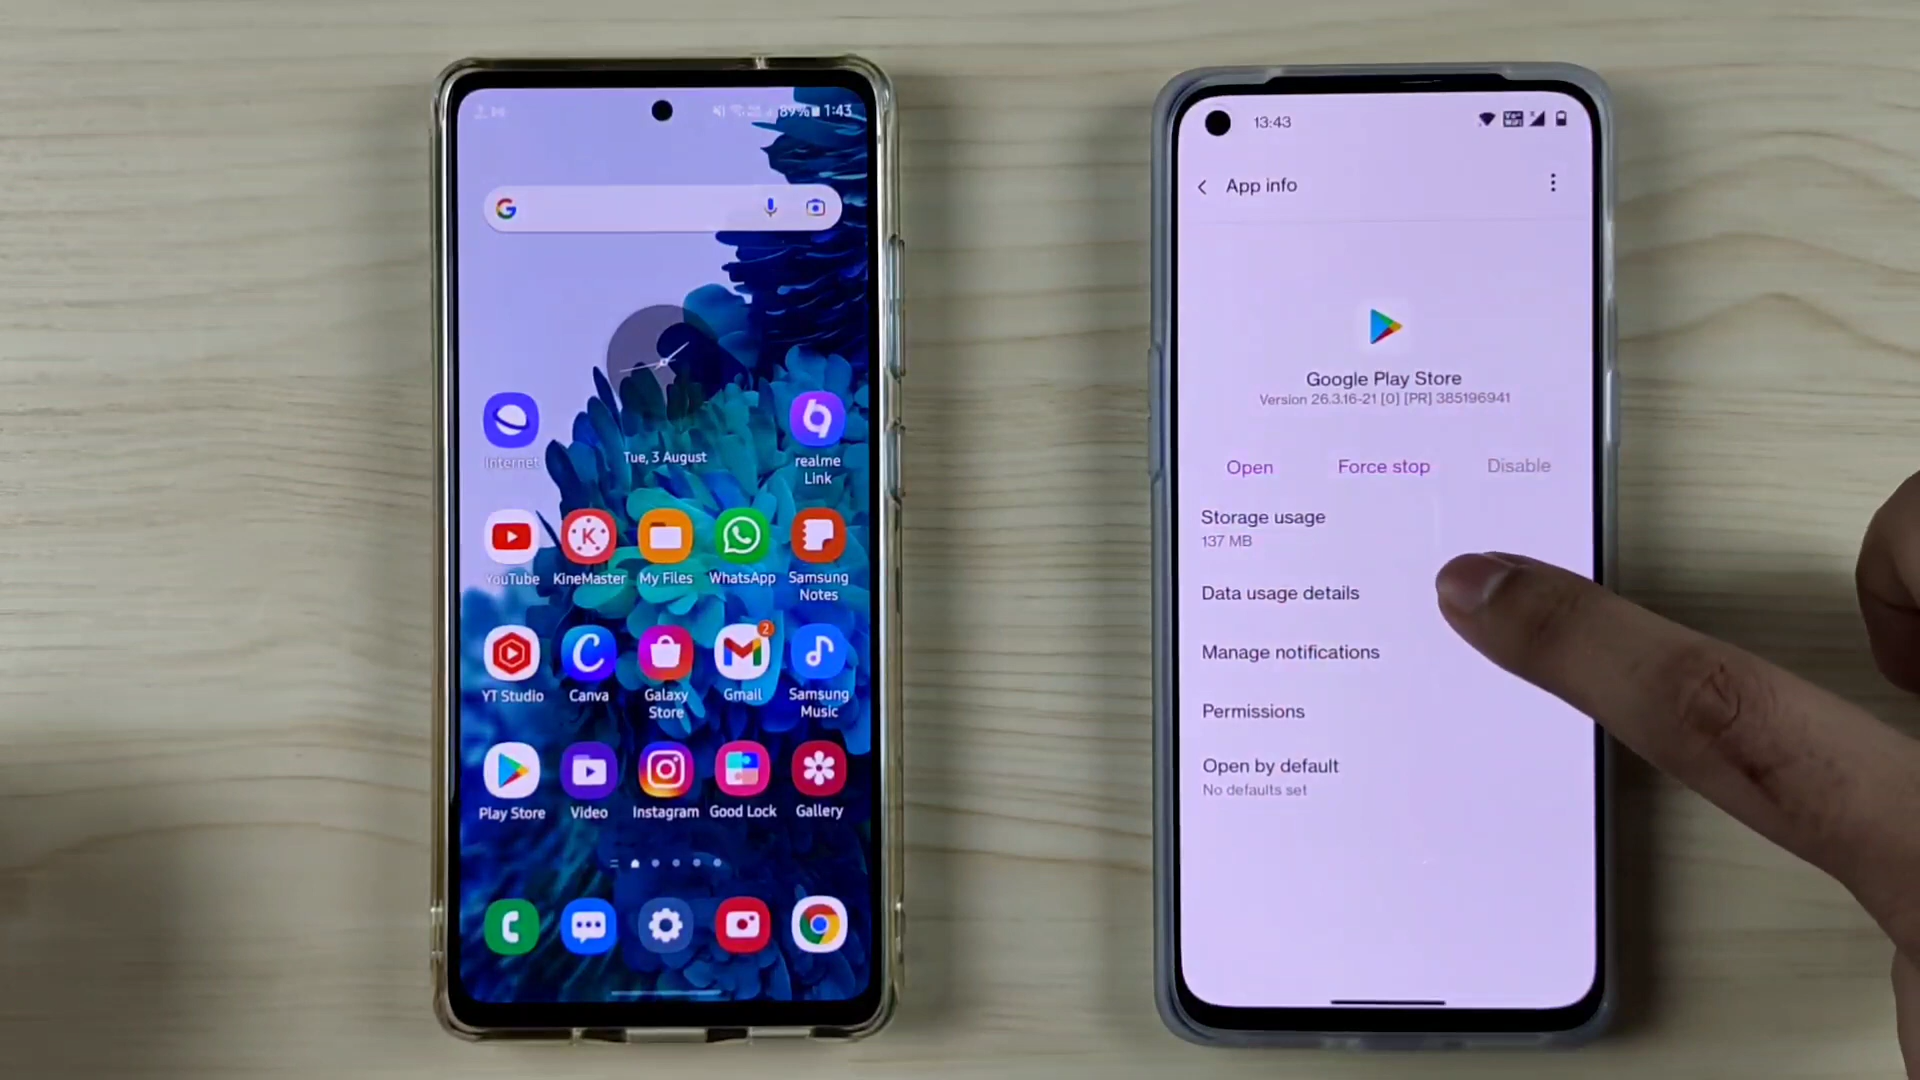 89% 1:43
Tue, 3 August
Internet
realme
Link
YouTube KineMaster My Files WhatsApp Samsung
Notes
YT Studio Canva Galaxy
Store Gmail Samsung
Music
2
Play Store Video Instagram Good Lock Gallery
13:43
App info
Google Play Store
Version 26.3.16-21 [0] [PR] 385196941
Open Force stop Disable
Storage usage
137 MB
Data usage details
Manage notifications
Permissions
Open by default
No defaults set